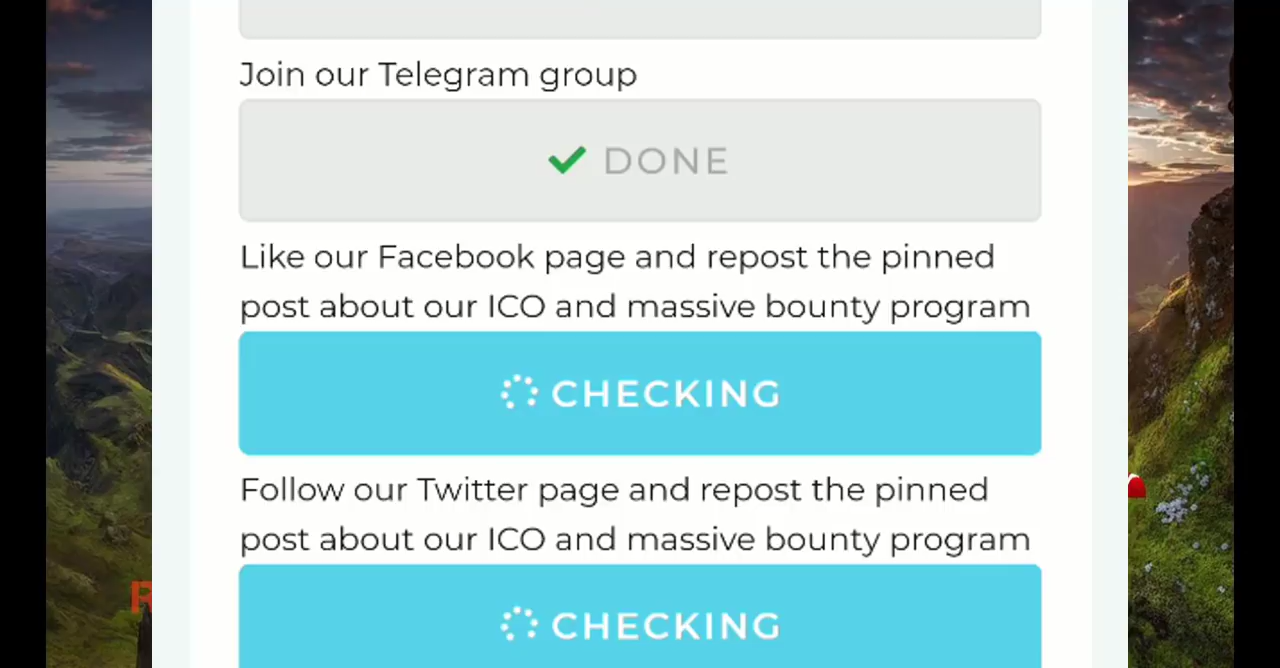 Join our Telegram group
DONE
Like our Facebook page and repost the pinned
post about our ICO and massive bounty program
CHECKING
Follow our Twitter page and repost the pinned
post about our ICO and massive bounty program
CHECKING